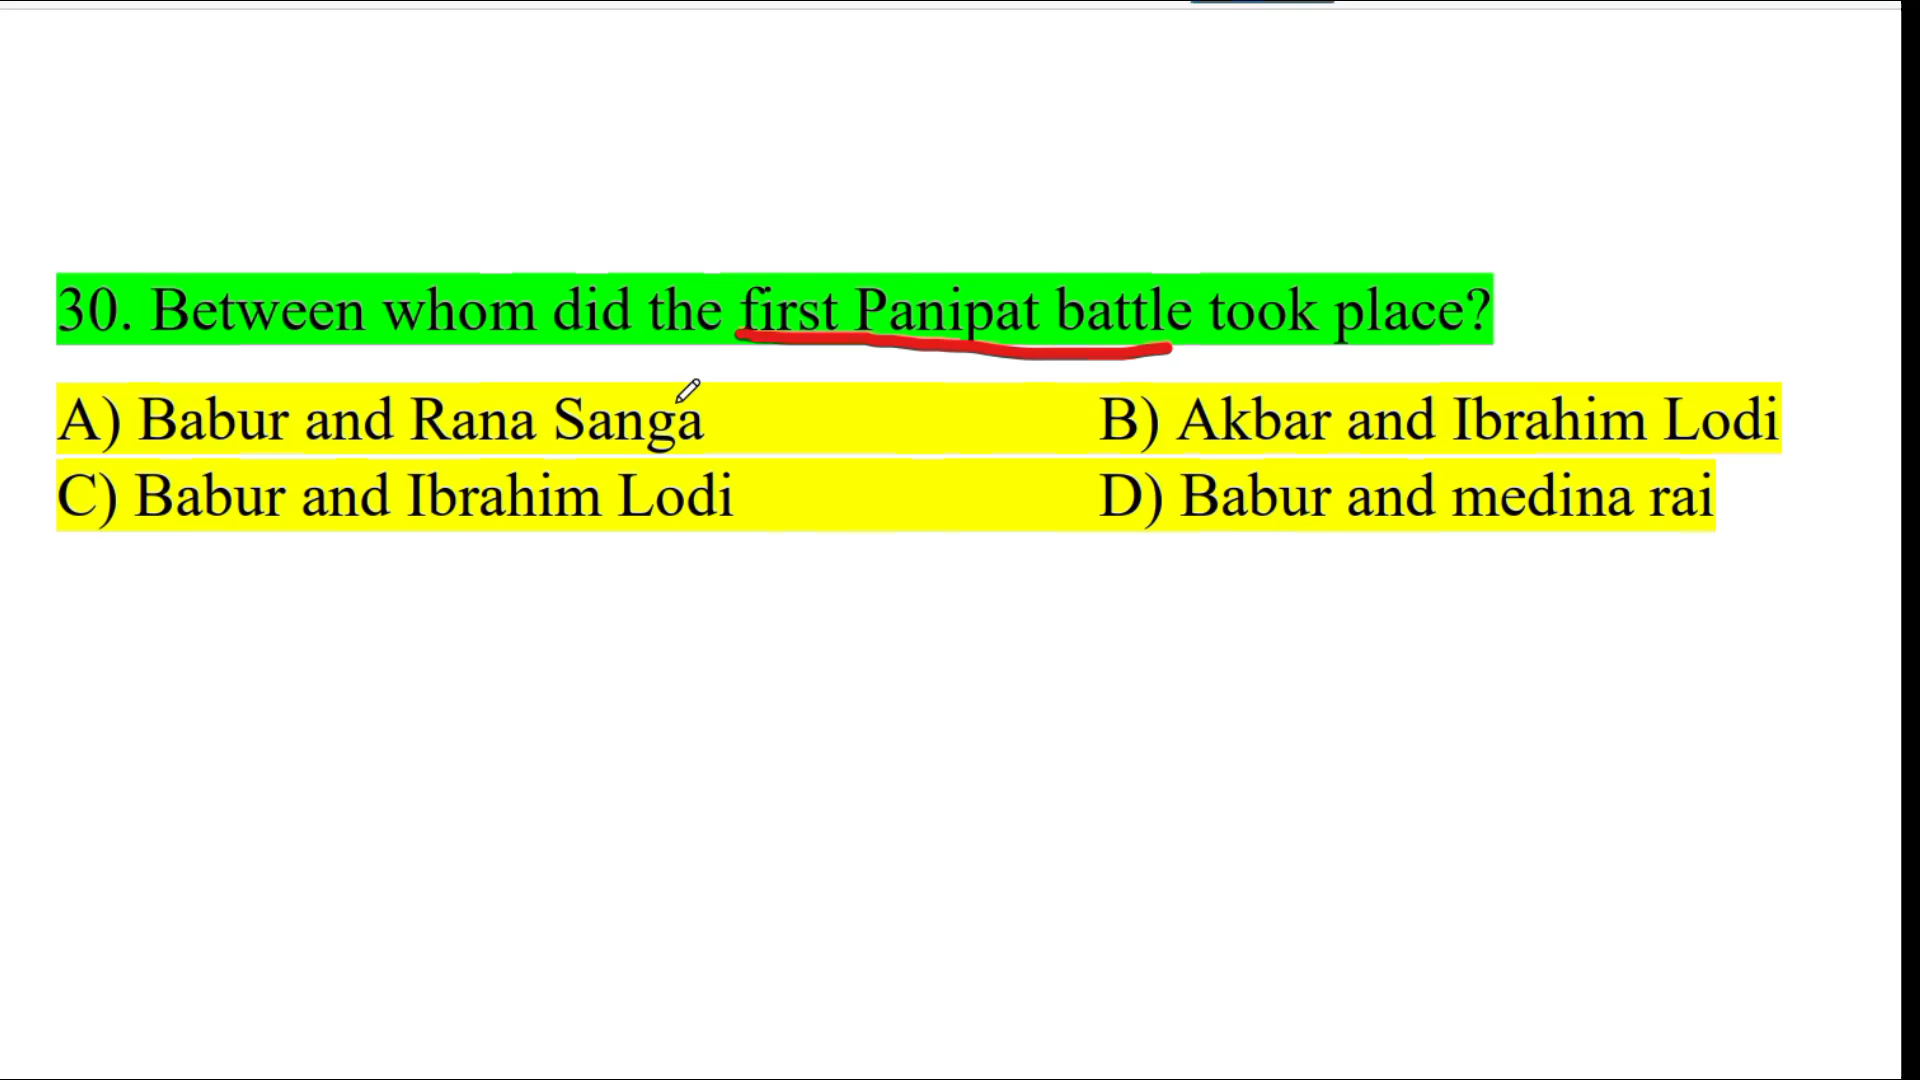 30. Between whom did the first Panipat battle took place?
A) Babur and Rana Sanga B) Akbar and Ibrahim Lodi
C) Babur and Ibrahim Lodi D) Babur and medina rai